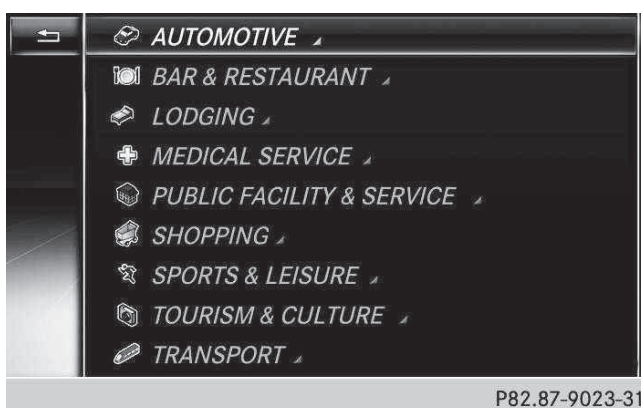 AUTOMOTIVE
BAR & RESTAURANT
LODGING
MEDICAL SERVICE
PUBLIC FACILITY & SERVICE
SHOPPING
SPORTS & LEISURE
TOURISM & CULTURE
TRANSPORT
P82.87-9023-31